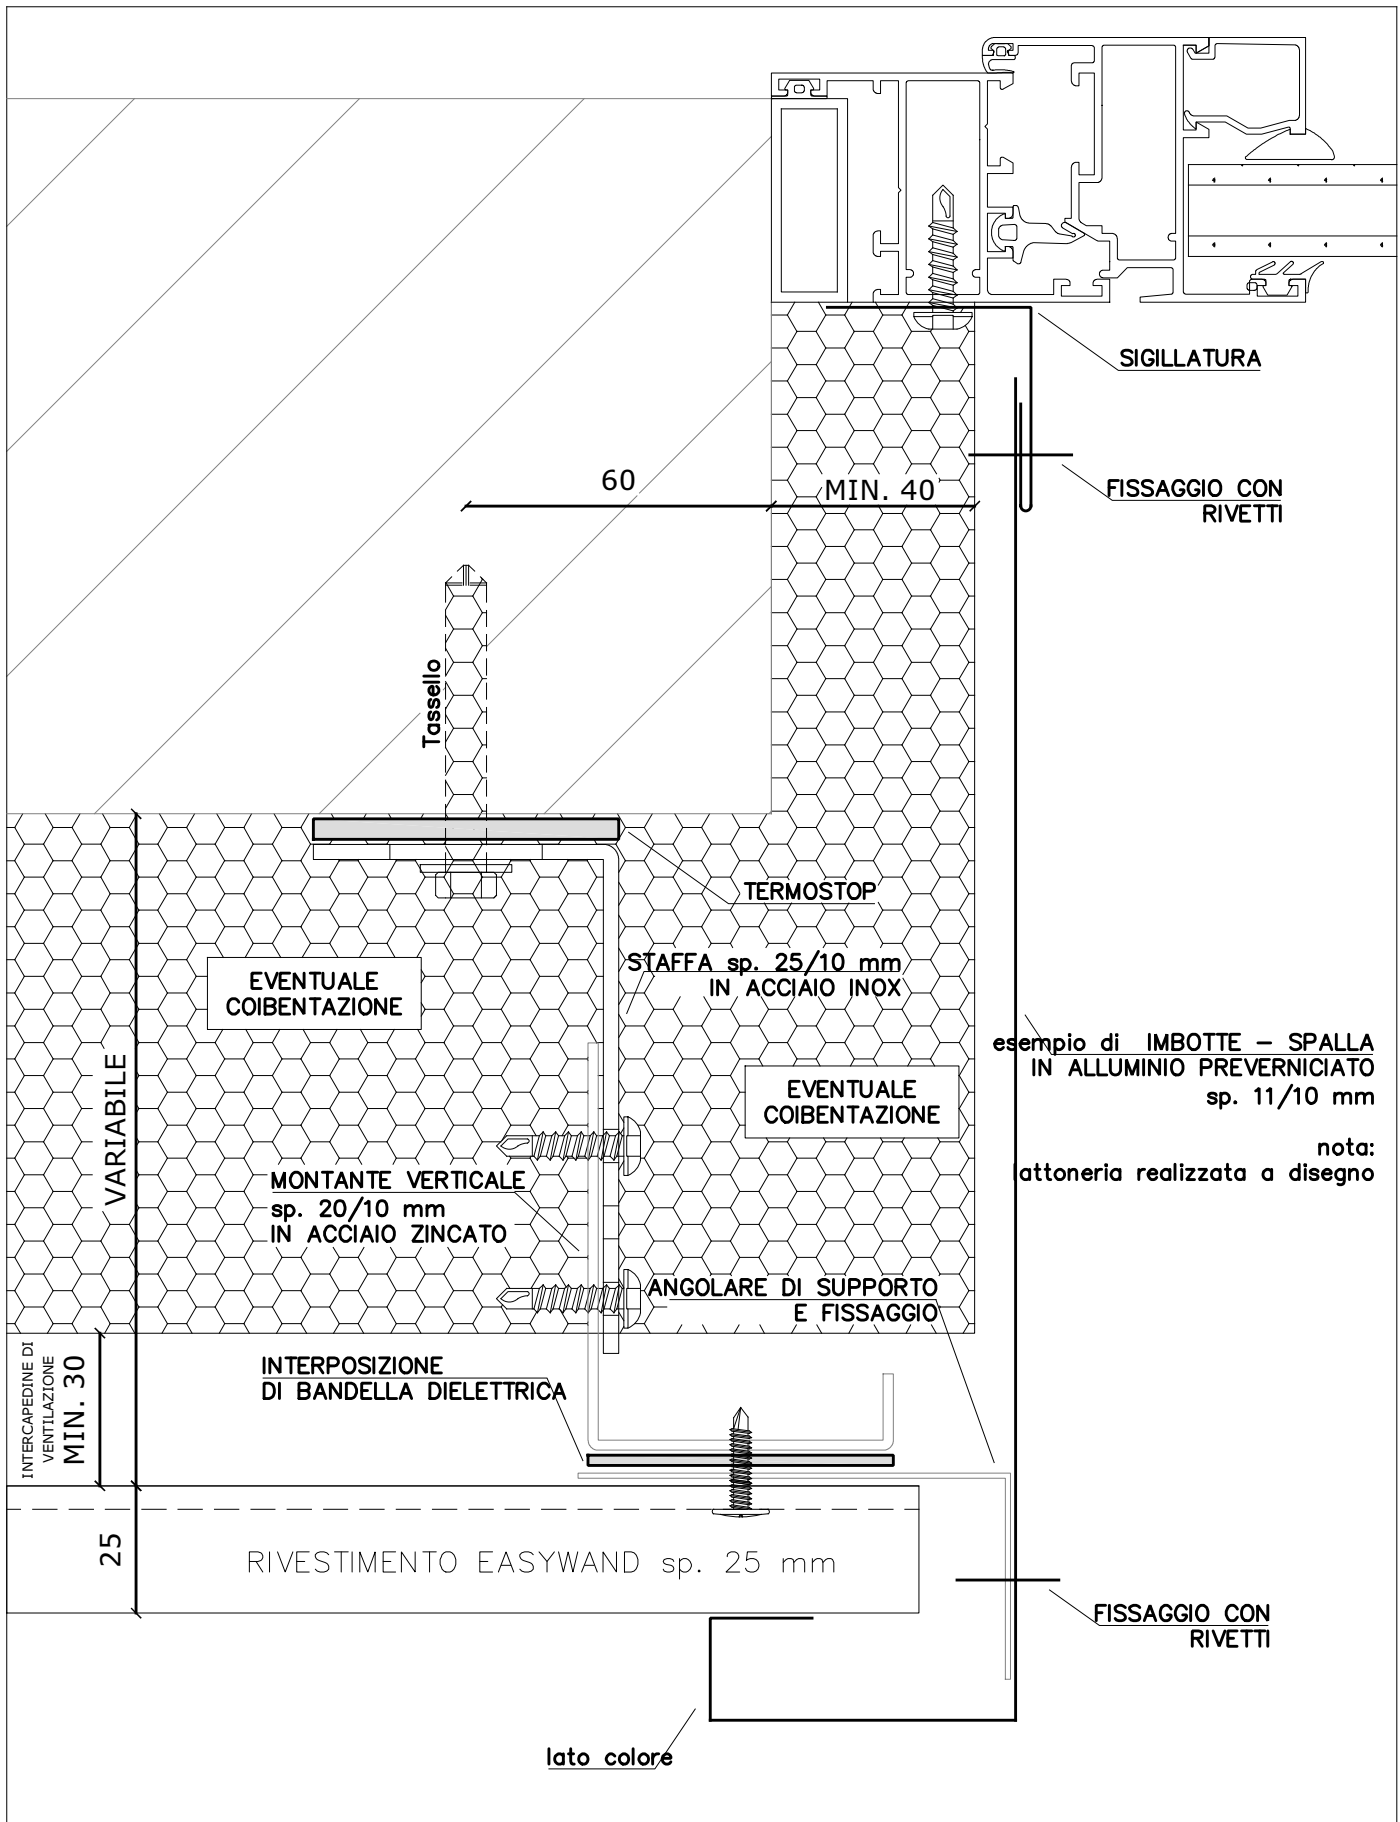 SIGILLATURA
60
MIN. 40
FISSAGGIO CON
RIVETTI
Tassello
TERMOSTOP
STAFFA sp. 25/10 mm
IN ACCIAIO INOX
EVENTUALE
COIBENTAZIONE
esempio di IMBOTTE – SPALLA
IN ALLUMINIO PREVERNICIATO
sp. 11/10 mm
EVENTUALE
COIBENTAZIONE
VARIABILE
nota:
lattoneria realizzata a disegno
MONTANTE VERTICALE
sp. 20/10 mm
IN ACCIAIO ZINCATO
ANGOLARE DI SUPPORTO
E FISSAGGIO
INTERCAPEDINE DI
VENTILAZIONE
MIN. 30
INTERPOSIZIONE
DI BANDELLA DIELETTRICA
25
RIVESTIMENTO EASYWAND sp. 25 mm
FISSAGGIO CON
RIVETTI
lato colore